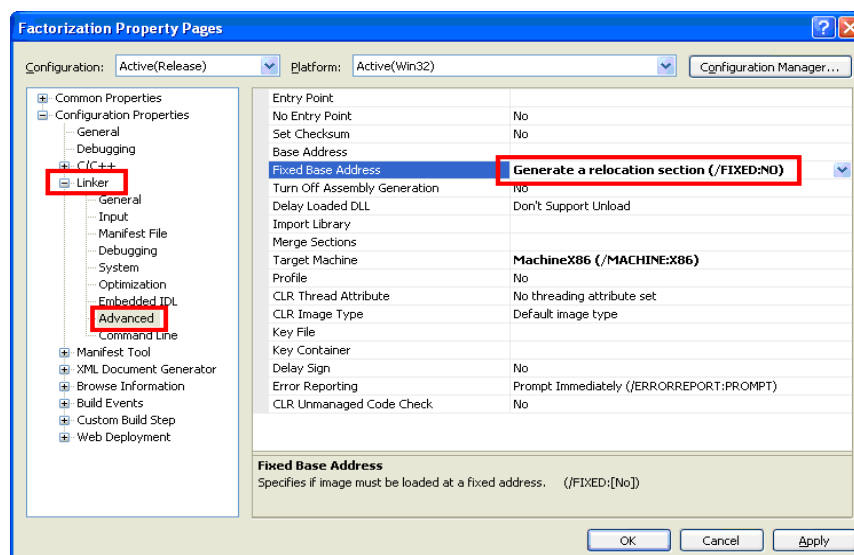 Factorization Property Pages
Configuration: Active(Release) Platform: Active(Win32) Configuration Manager...
Common Properties
Configuration Properties
General
Debugging
C/C++
Linker
General
Input
Manifest File
Debugging
System
Optimization
Embedded IDL
Advanced
Command Line
Manifest Tool
XML Document Generator
Browse Information
Build Events
Custom Build Step
Web Deployment
Entry Point
No Entry Point No
Set Checksum No
Base Address
Fixed Base Address Generate a relocation section (/FIXED:NO)
Turn Off Assembly Generation No
Delay Loaded DLL Don't Support Unload
Import Library
Merge Sections
Target Machine MachineX86 (/MACHINE:X86)
Profile No
CLR Thread Attribute No threading attribute set
CLR Image Type Default image type
Key File
Key Container
Delay Sign No
Error Reporting Prompt Immediately (/ERRORREPORT:PROMPT)
CLR Unmanaged Code Check No
Fixed Base Address
Specifies if image must be loaded at a fixed address. (/FIXED:[No])
OK Cancel Apply